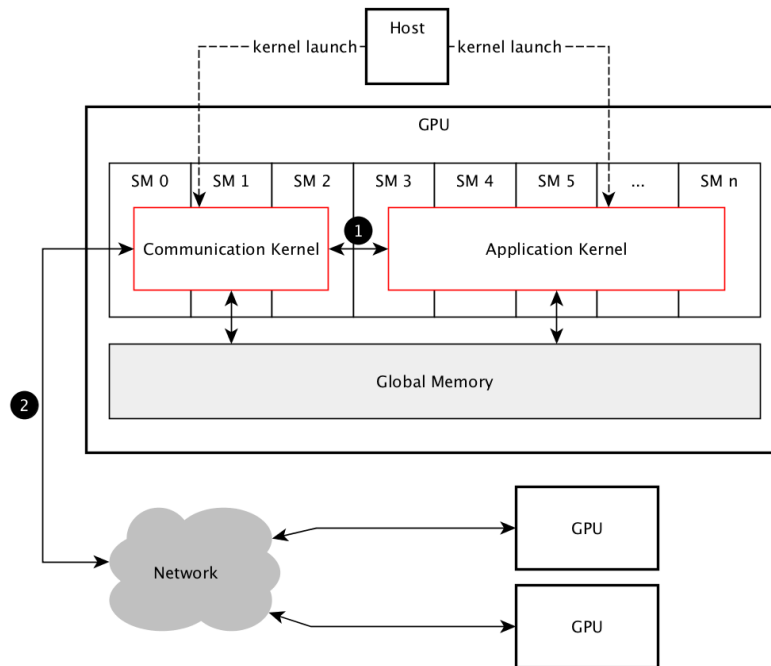 Host
kernel launch
kernel launch
GPU
SM 0
SM 1
SM 2
SM 3
SM 4
SM 5
...
SM n
Communication Kernel
1
Application Kernel
Global Memory
2
Network
GPU
GPU